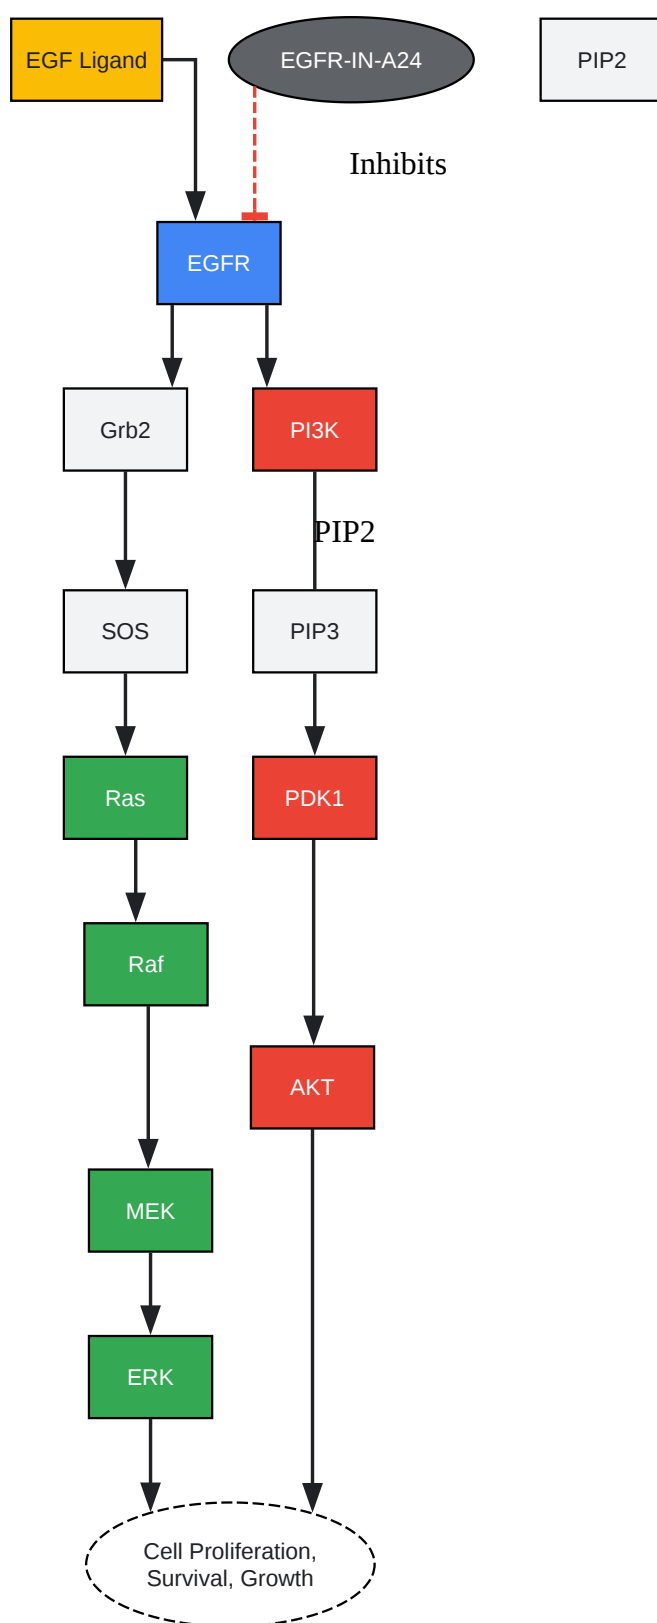 EGF Ligand
EGFR-IN-A24
PIP2
Inhibits
EGFR
Grb2
PI3K
PIP2
SOS
PIP3
Ras
PDK1
Raf
AKT
MEK
ERK
Cell Proliferation,
Survival, Growth